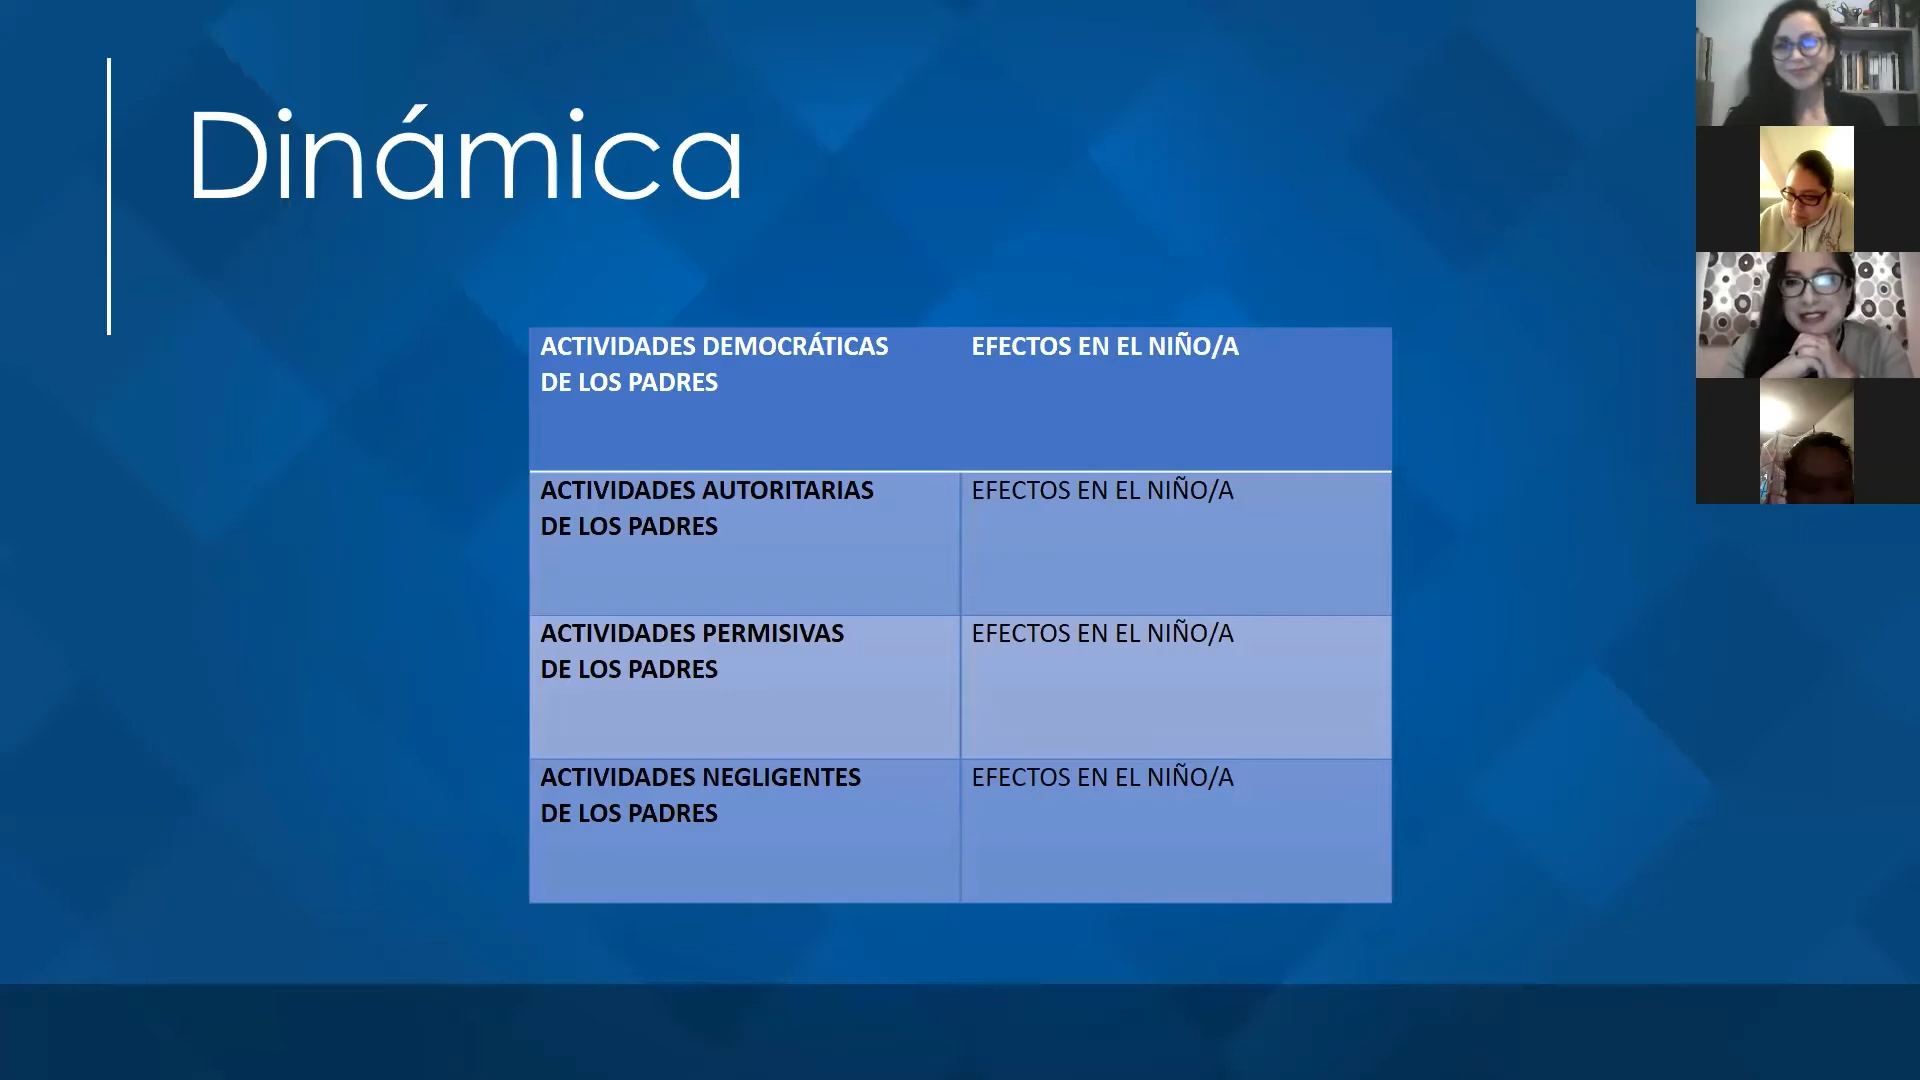 Dinámica
ACTIVIDADES DEMOCRÁTICAS
DE LOS PADRES
EFECTOS EN EL NIÑO/A
ACTIVIDADES AUTORITARIAS
DE LOS PADRES
EFECTOS EN EL NIÑO/A
ACTIVIDADES PERMISIVAS
DE LOS PADRES
EFECTOS EN EL NIÑO/A
ACTIVIDADES NEGLIGENTES
DE LOS PADRES
EFECTOS EN EL NIÑO/A